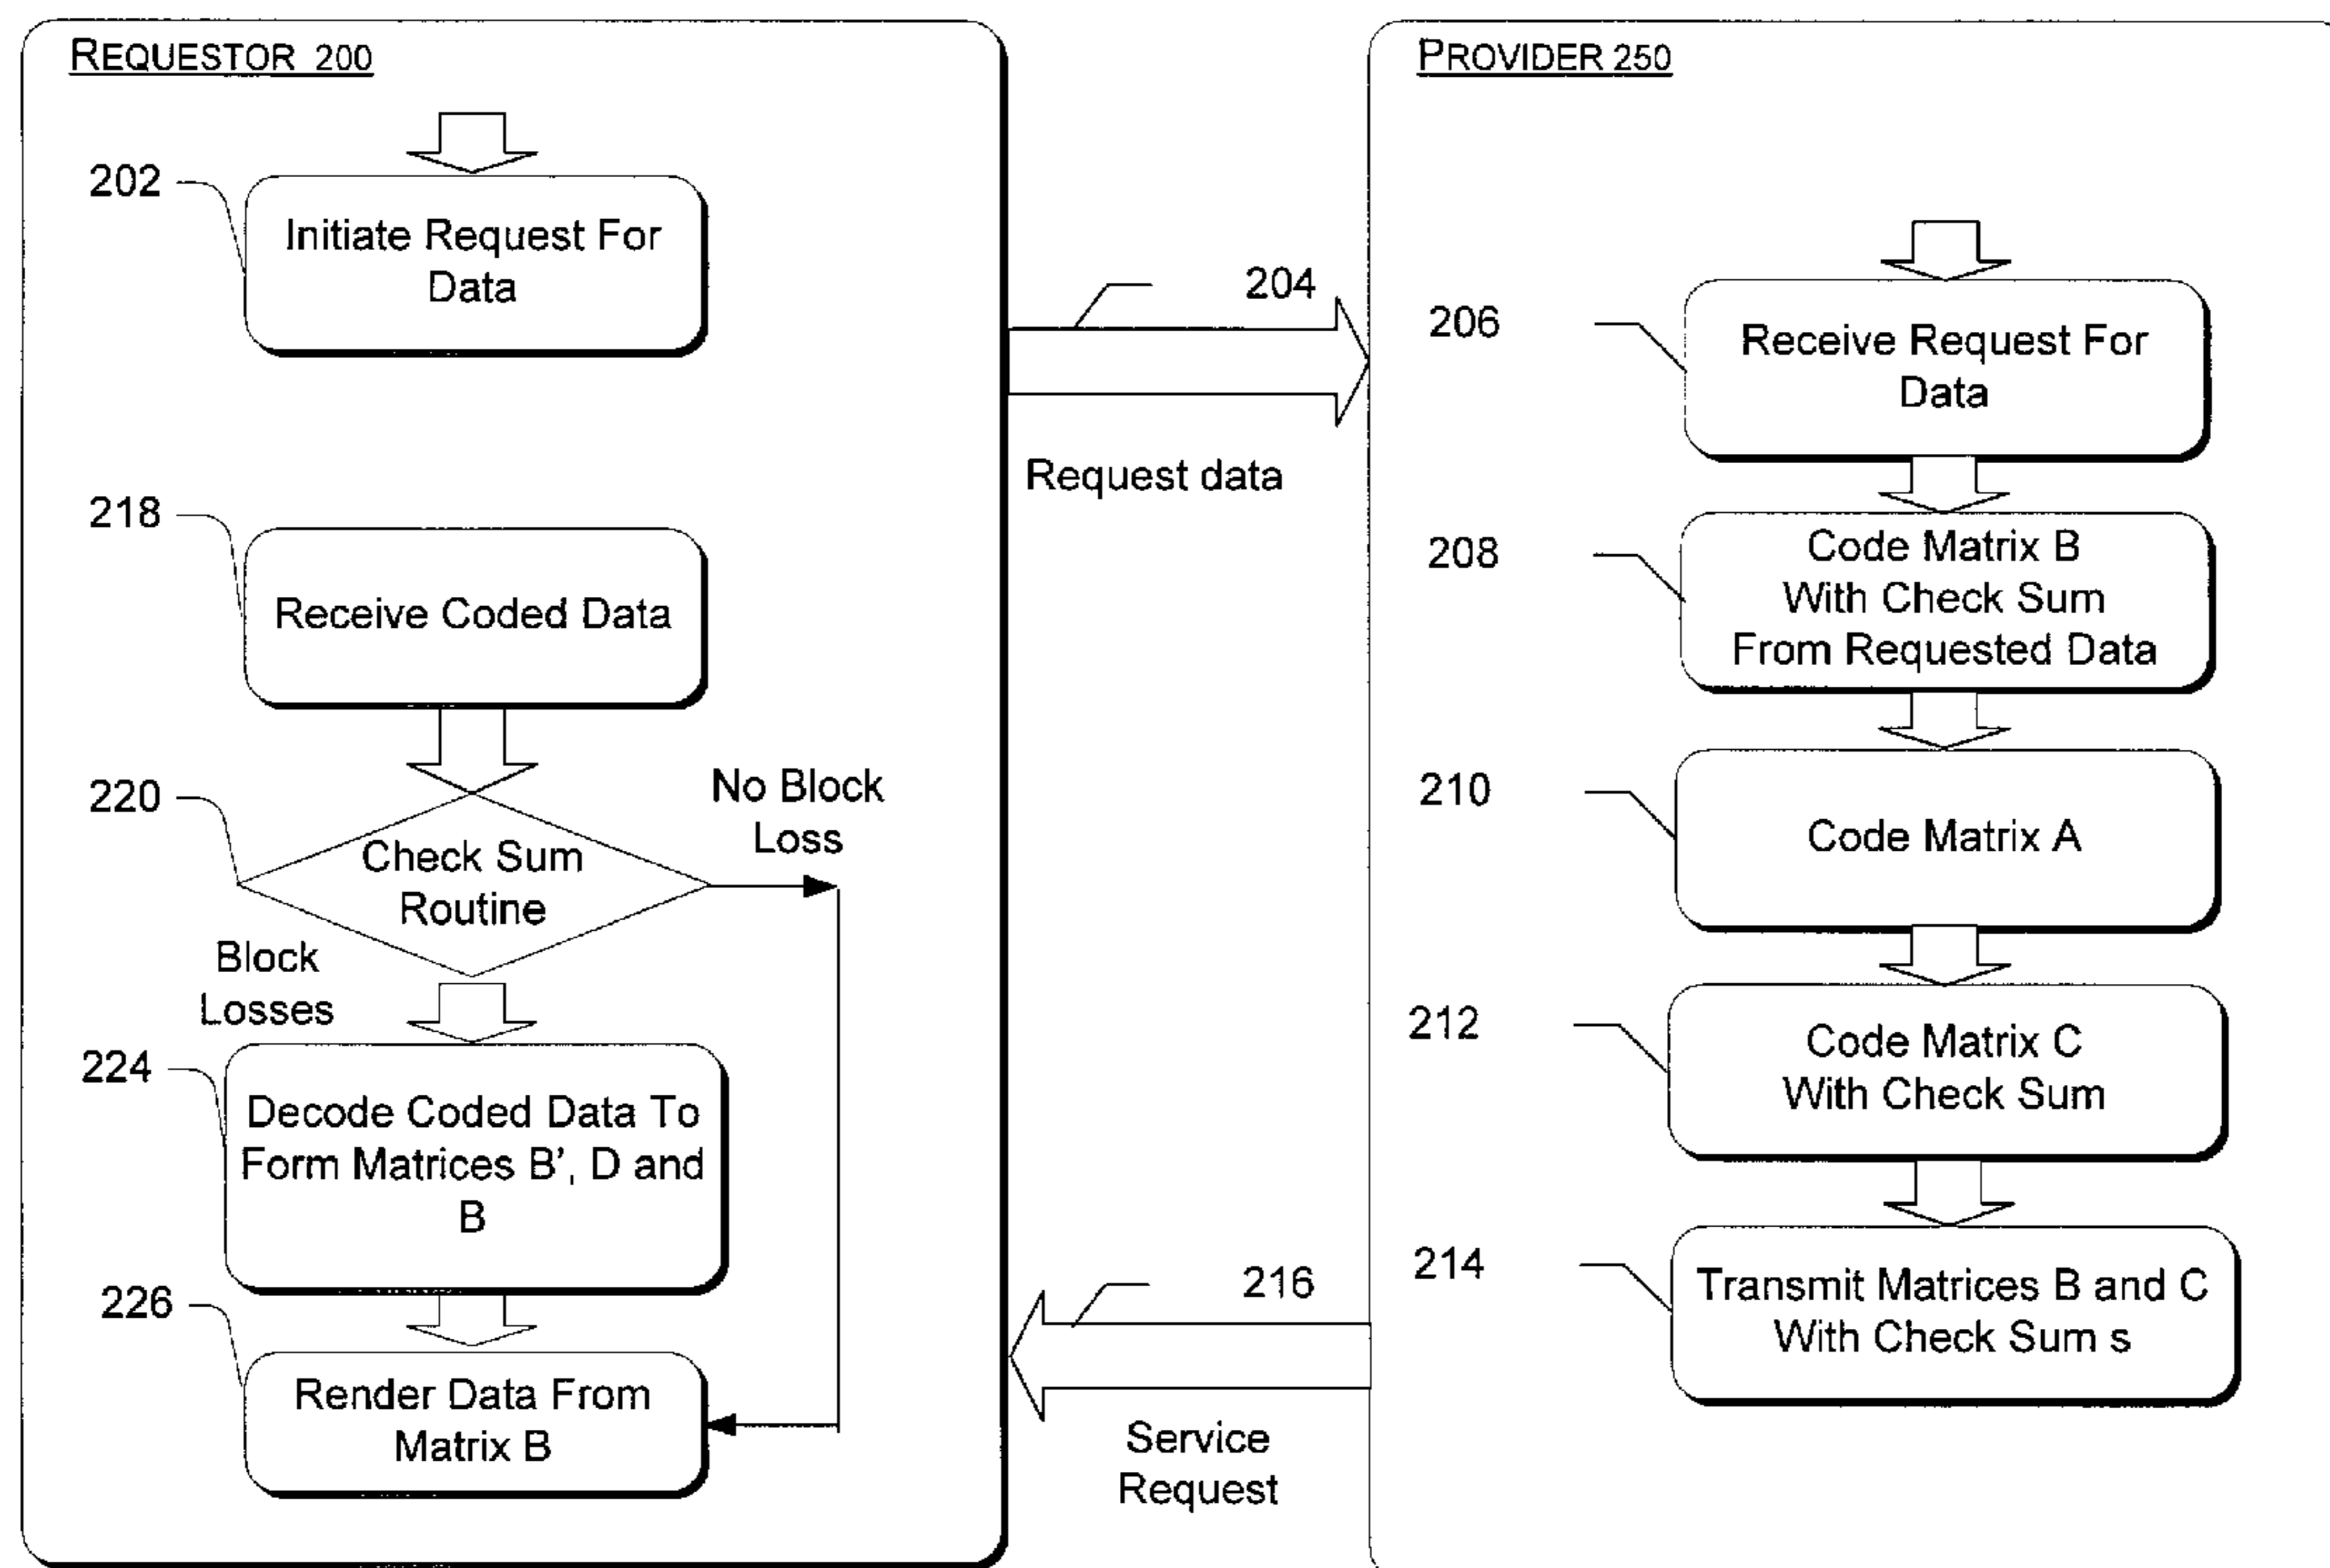 REQUESTOR 200
202
Initiate Request For
Data
218
Receive Coded Data
220
Check Sum
Routine
No Block
Loss
Block
Losses
224
Decode Coded Data To
Form Matrices B', D and
B
226
Render Data From
Matrix B
204
Request data
216
Service
Request
PROVIDER 250
206
Receive Request For
Data
208
Code Matrix B
With Check Sum
From Requested Data
210
Code Matrix A
212
Code Matrix C
With Check Sum
214
Transmit Matrices B and C
With Check Sum s